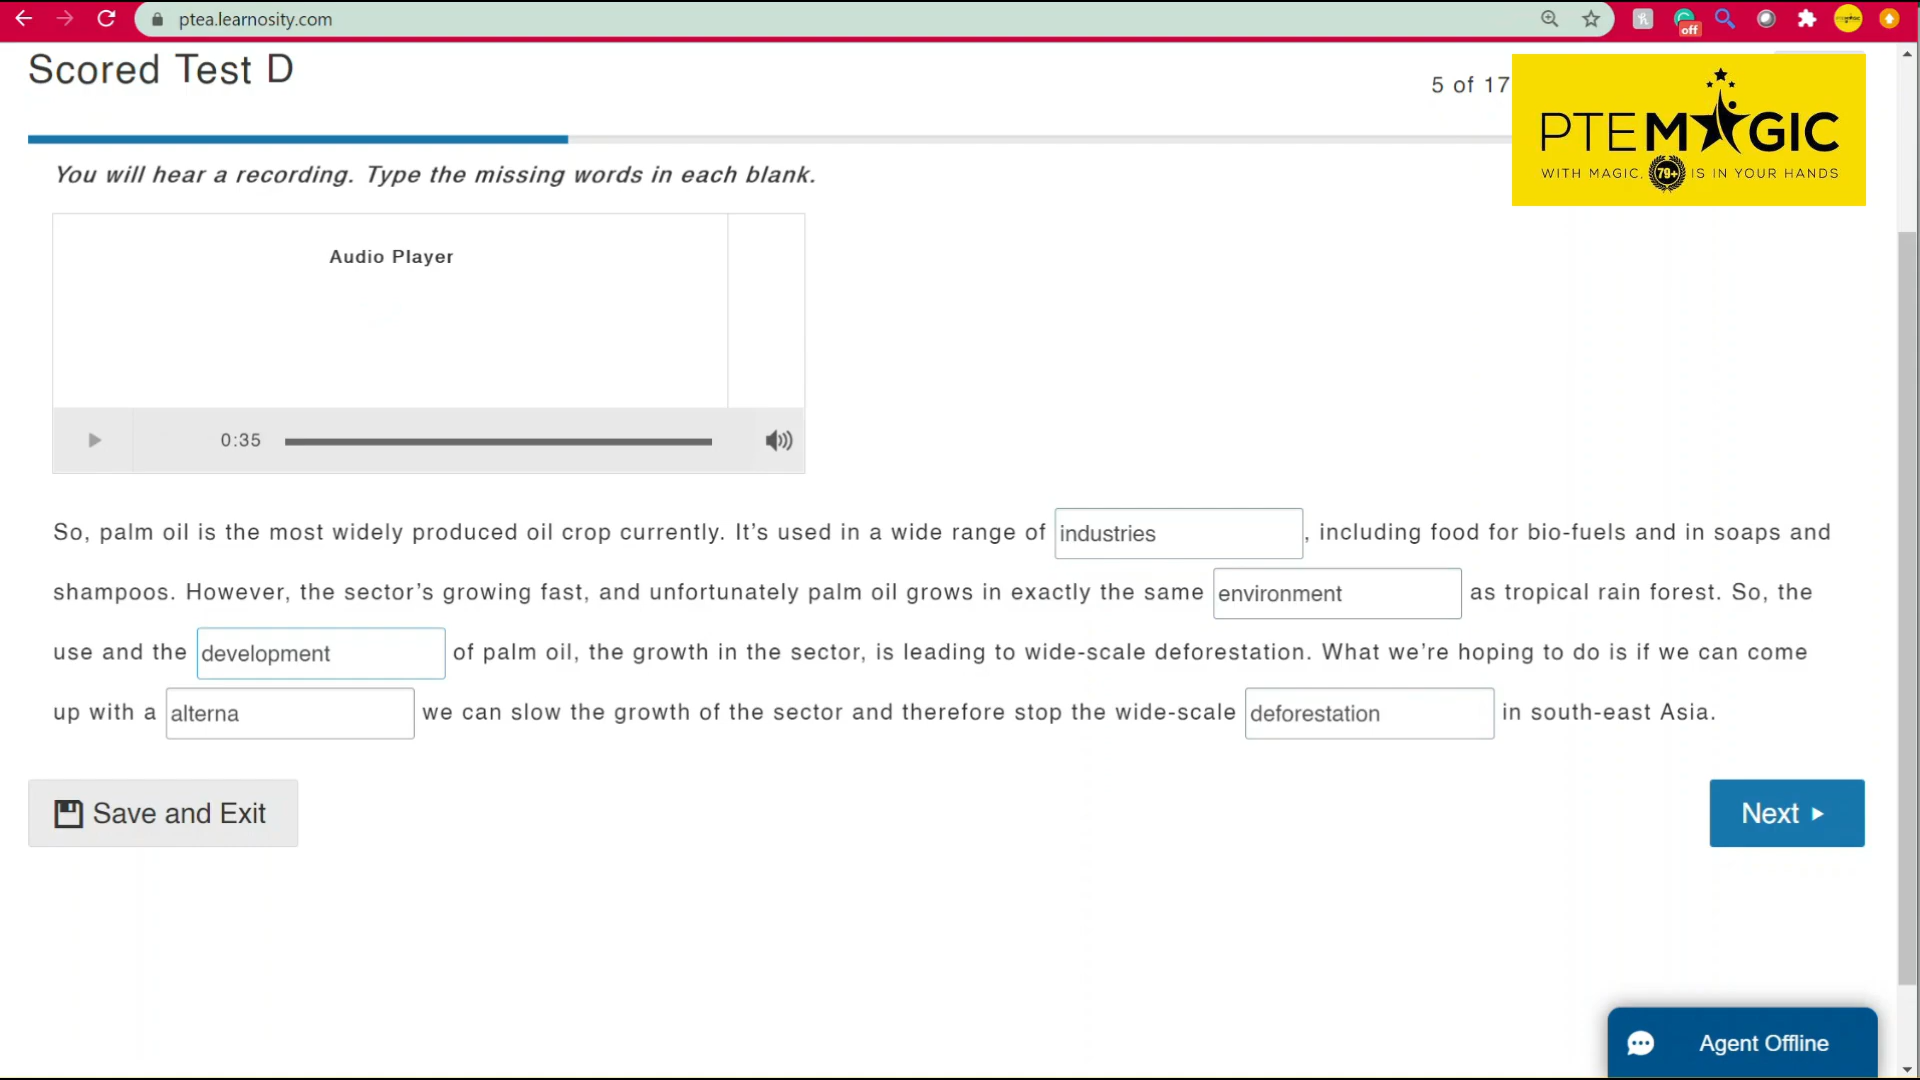 ptea.learnosity.com
off
Scored Test D
5 of 17
PTE MAGIC
WITH MAGIC, 79+ IS IN YOUR HANDS
You will hear a recording. Type the missing words in each blank.
Audio Player
0:35
So, palm oil is the most widely produced oil crop currently. It's used in a wide range of industries, including food for bio-fuels and in soaps and
shampoos. However, the sector's growing fast, and unfortunately palm oil grows in exactly the same environment as tropical rain forest. So, the
use and the development of palm oil, the growth in the sector, is leading to wide-scale deforestation. What we're hoping to do is if we can come
up with a alterna we can slow the growth of the sector and therefore stop the wide-scale deforestation in south-east Asia.
Save and Exit
Next
Agent Offline